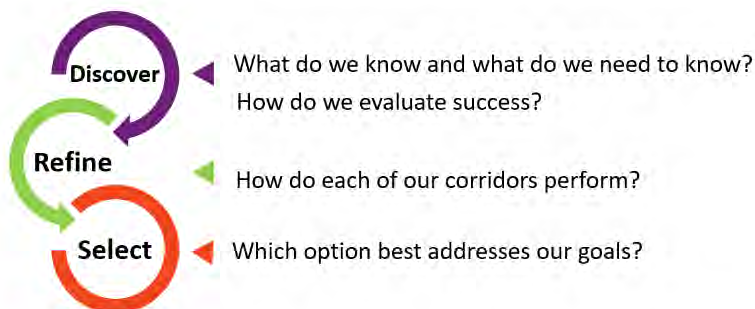 Discover
What do we know and what do we need to know?
How do we evaluate success?
Refine
How do each of our corridors perform?
Select
Which option best addresses our goals?